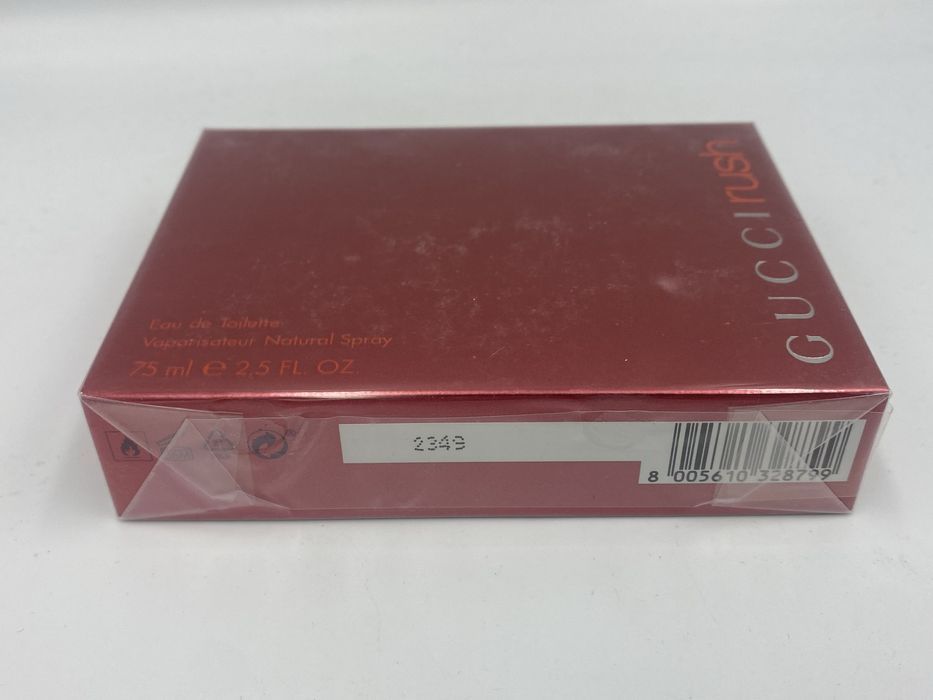 GUCCI rush
Eau de Toilette
Vaporisateur Natural Spray
75 ml ℮ 2,5 FL. OZ.
2349
8 005610 328799